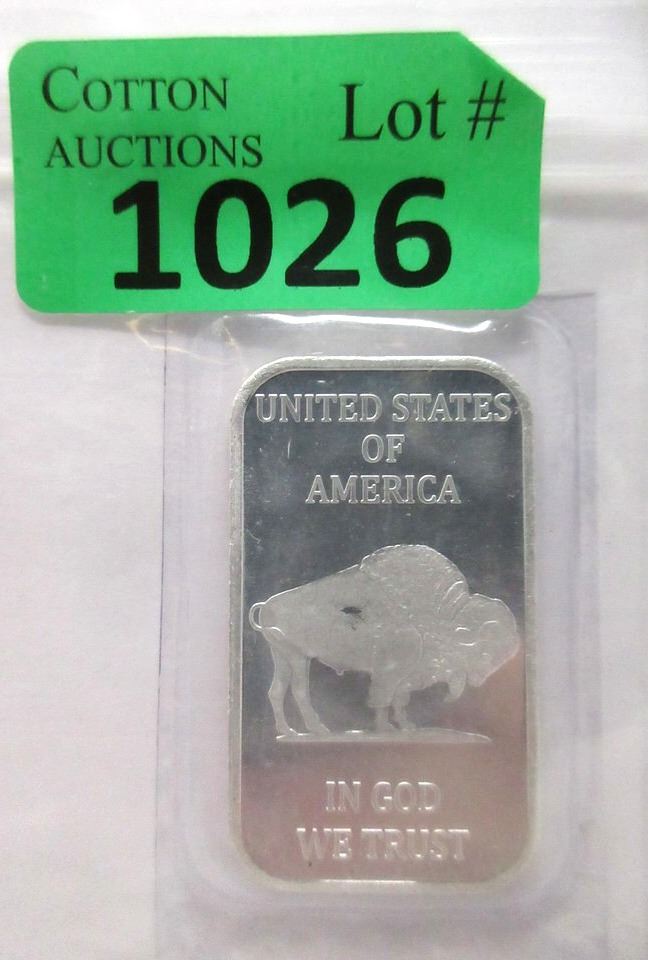 COTTON
AUCTIONS
Lot #
1026
UNITED STATES
OF
AMERICA
IN GOD
WE TRUST